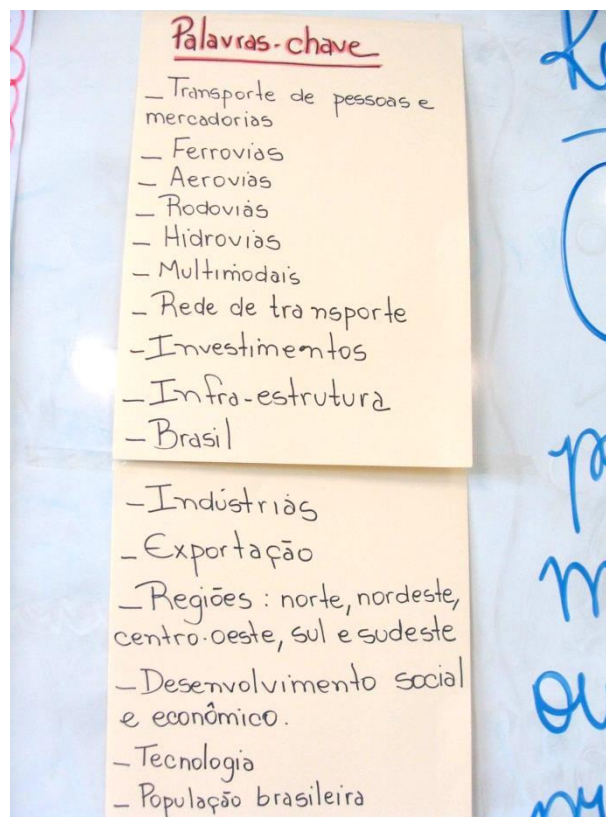 Palavras-chave
- Transporte de pessoas e
mercadorias
- Ferrovias
- Aerovias
- Rodovias
- Hidrovias
- Multimodais
- Rede de transporte
- Investimentos
- Infra-estrutura
- Brasil
- Indústrias
- Exportação
- Regiões : norte, nordeste,
centro-oeste, sul e sudeste
- Desenvolvimento social
e econômico.
- Tecnologia
- População brasileira